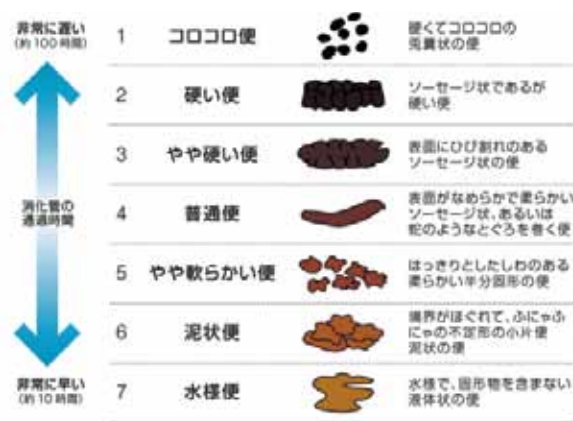 非常に遅い
(約100時間)
消化管の
通過時間
非常に早い
(約10時間)
1 コロコロ便 硬くてコロコロの
兎糞状の便
2 硬い便 ソーセージ状であるが
硬い便
3 やや硬い便 表面にひび割れのある
ソーセージ状の便
4 普通便 表面がなめらかで柔らかい
ソーセージ状、あるいは
蛇のようなとぐろを巻く便
5 やや軟らかい便 はっきりとしたしわのある
柔らかい半分固形の便
6 泥状便 境界がほぐれて、ふにゃふ
にゃの不定形の小片便
泥状の便
7 水様便 水様で、固形物を含まない
液体状の便